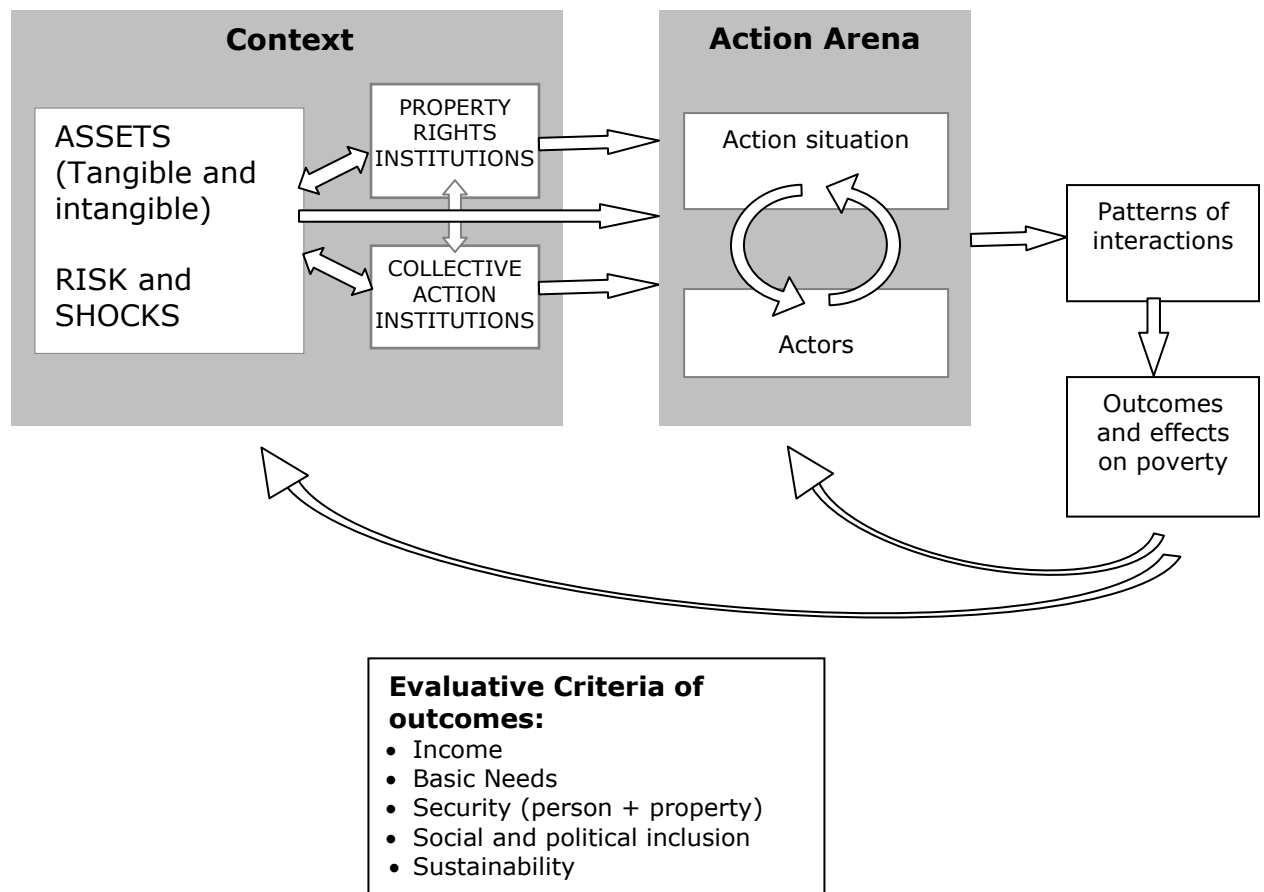 Context
ASSETS
(Tangible and
intangible)
RISK and
SHOCKS
PROPERTY
RIGHTS
INSTITUTIONS
COLLECTIVE
ACTION
INSTITUTIONS
Action Arena
Action situation
Actors
Patterns of
interactions
Outcomes
and effects
on poverty
Evaluative Criteria of
outcomes:
• Income
• Basic Needs
• Security (person + property)
• Social and political inclusion
• Sustainability